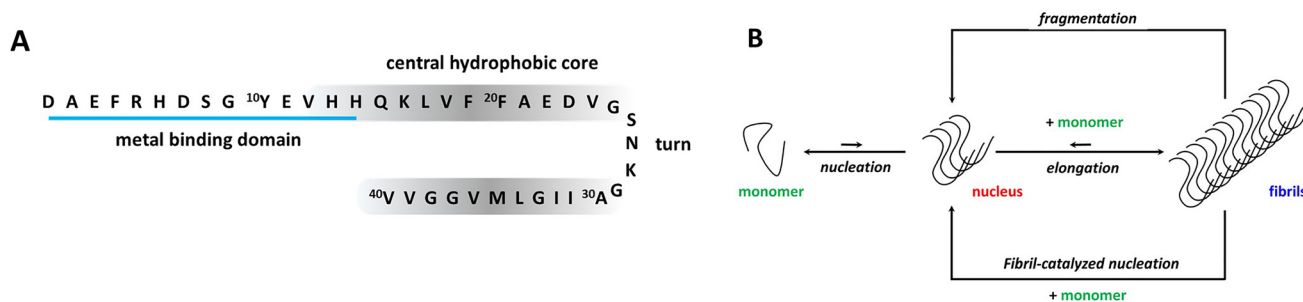 A
central hydrophobic core
D A E F R H D S G ¹⁰Y E V H H Q K L V F ²⁰F A E D V G
S
N
K
G
turn
metal binding domain
⁴⁰V V G G V M L G I I ³⁰A
B
fragmentation
+ monomer
nucleation
elongation
monomer
nucleus
fibrils
Fibril-catalyzed nucleation
+ monomer